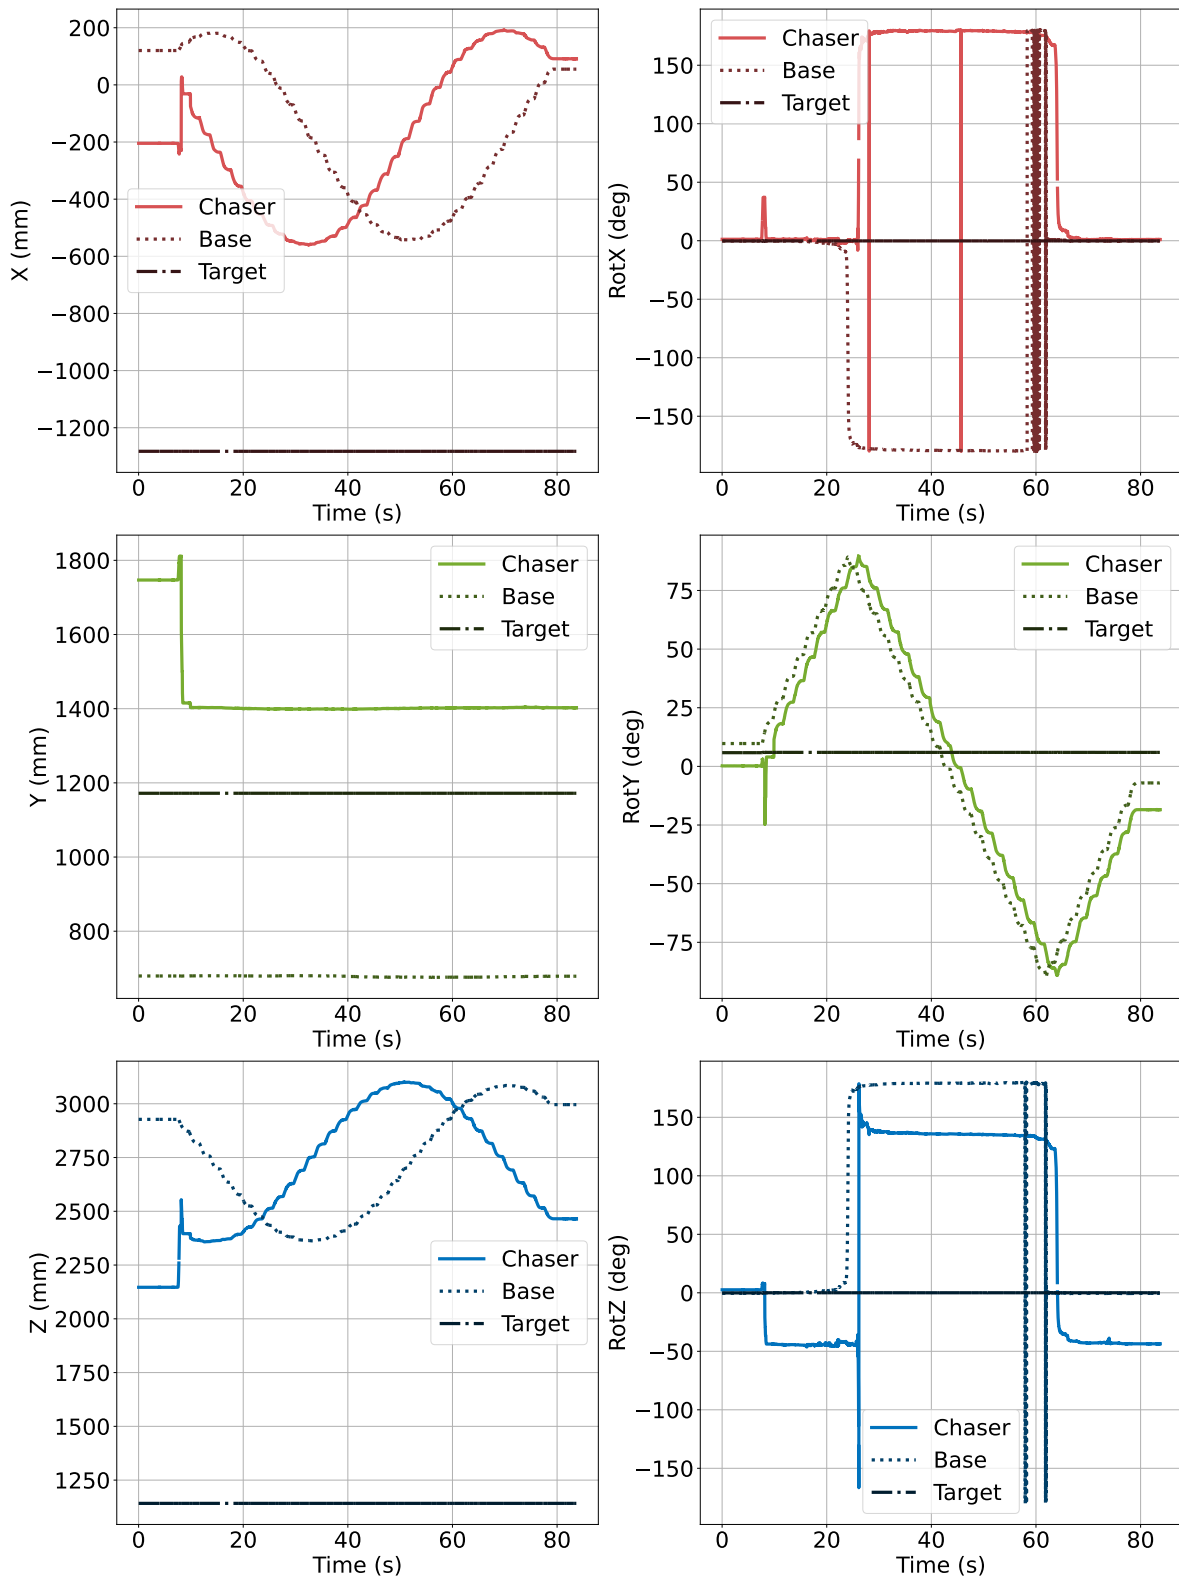 200
0
−200
−400
−600
−800
−1000
−1200
X (mm)
Chaser
Base
Target
0 20 40 60 80
Time (s)
150
100
50
0
−50
−100
−150
RotX (deg)
Chaser
Base
Target
0 20 40 60 80
Time (s)
1800
1600
1400
1200
1000
800
Y (mm)
Chaser
Base
Target
0 20 40 60 80
Time (s)
75
50
25
0
−25
−50
−75
RotY (deg)
Chaser
Base
Target
0 20 40 60 80
Time (s)
3000
2750
2500
2250
2000
1750
1500
1250
Z (mm)
Chaser
Base
Target
0 20 40 60 80
Time (s)
150
100
50
0
−50
−100
−150
RotZ (deg)
Chaser
Base
Target
0 20 40 60 80
Time (s)